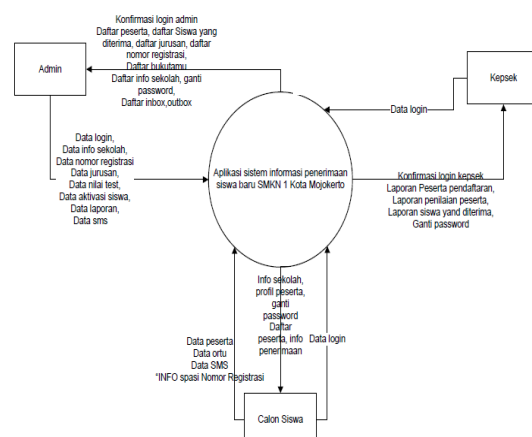 Konfirmasi login admin
Daftar peserta, daftar Siswa yang
diterima, daftar jurusan, daftar
nomor registrasi,
Daftar bukutamu
Daftar info sekolah, ganti
password,
Daftar inbox,outbox
Admin
Kepsek
Data login
Data login,
Data info sekolah,
Data nomor registrasi
Data jurusan,
Data nilai test,
Data aktivasi siswa,
Data laporan,
Data sms
Aplikasi sistem informasi penerimaan
siswa baru SMKN 1 Kota Mojokerto
Konfirmasi login kepsek
Laporan Peserta pendaftaran,
Laporan penilaian peserta,
Laporan siswa yand diterima,
Ganti password
Info sekolah,
profil peserta,
ganti
password
Daftar
peserta, info
penerimaan
Data login
Data peserta
Data ortu
Data SMS
"INFO spasi Nomor Registrasi
Calon Siswa